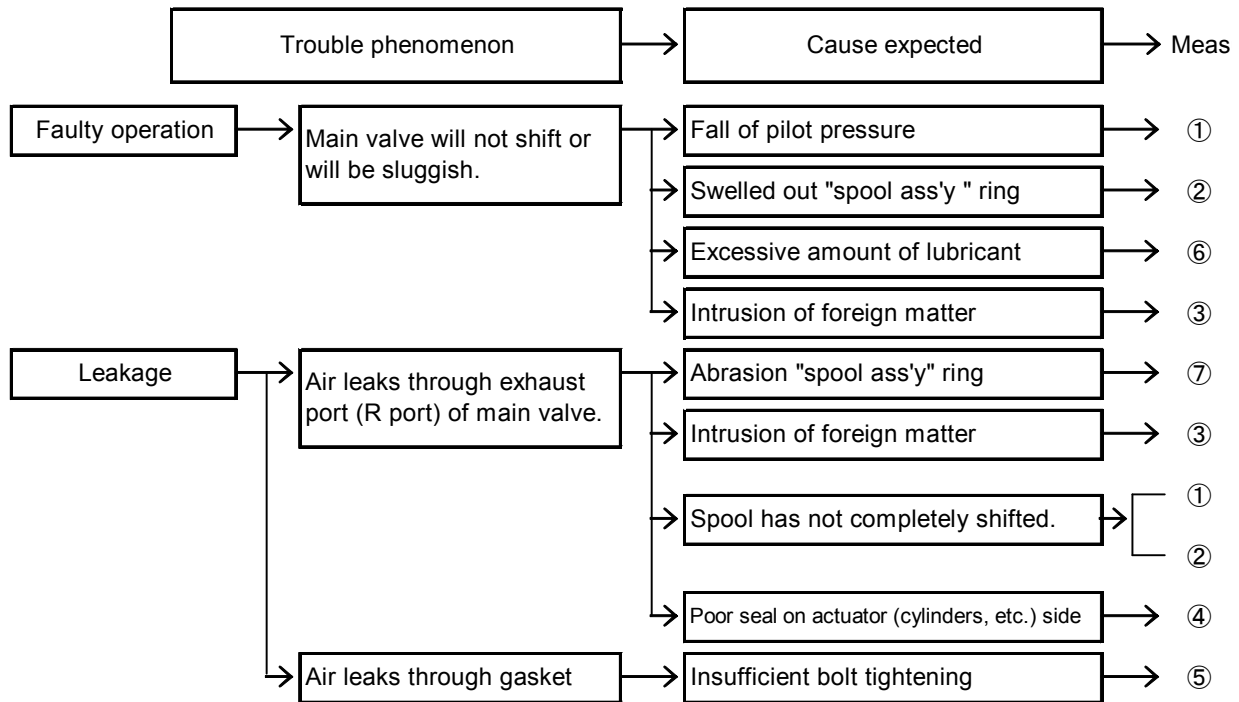 Trouble phenomenon
Cause expected
Meas
Faulty operation
Main valve will not shift or
will be sluggish.
Fall of pilot pressure
①
Swelled out "spool ass'y " ring
②
Excessive amount of lubricant
⑥
Intrusion of foreign matter
③
Leakage
Air leaks through exhaust
port (R port) of main valve.
Abrasion "spool ass'y" ring
⑦
Intrusion of foreign matter
③
Spool has not completely shifted.
①
②
Poor seal on actuator (cylinders, etc.) side
④
Air leaks through gasket
Insufficient bolt tightening
⑤